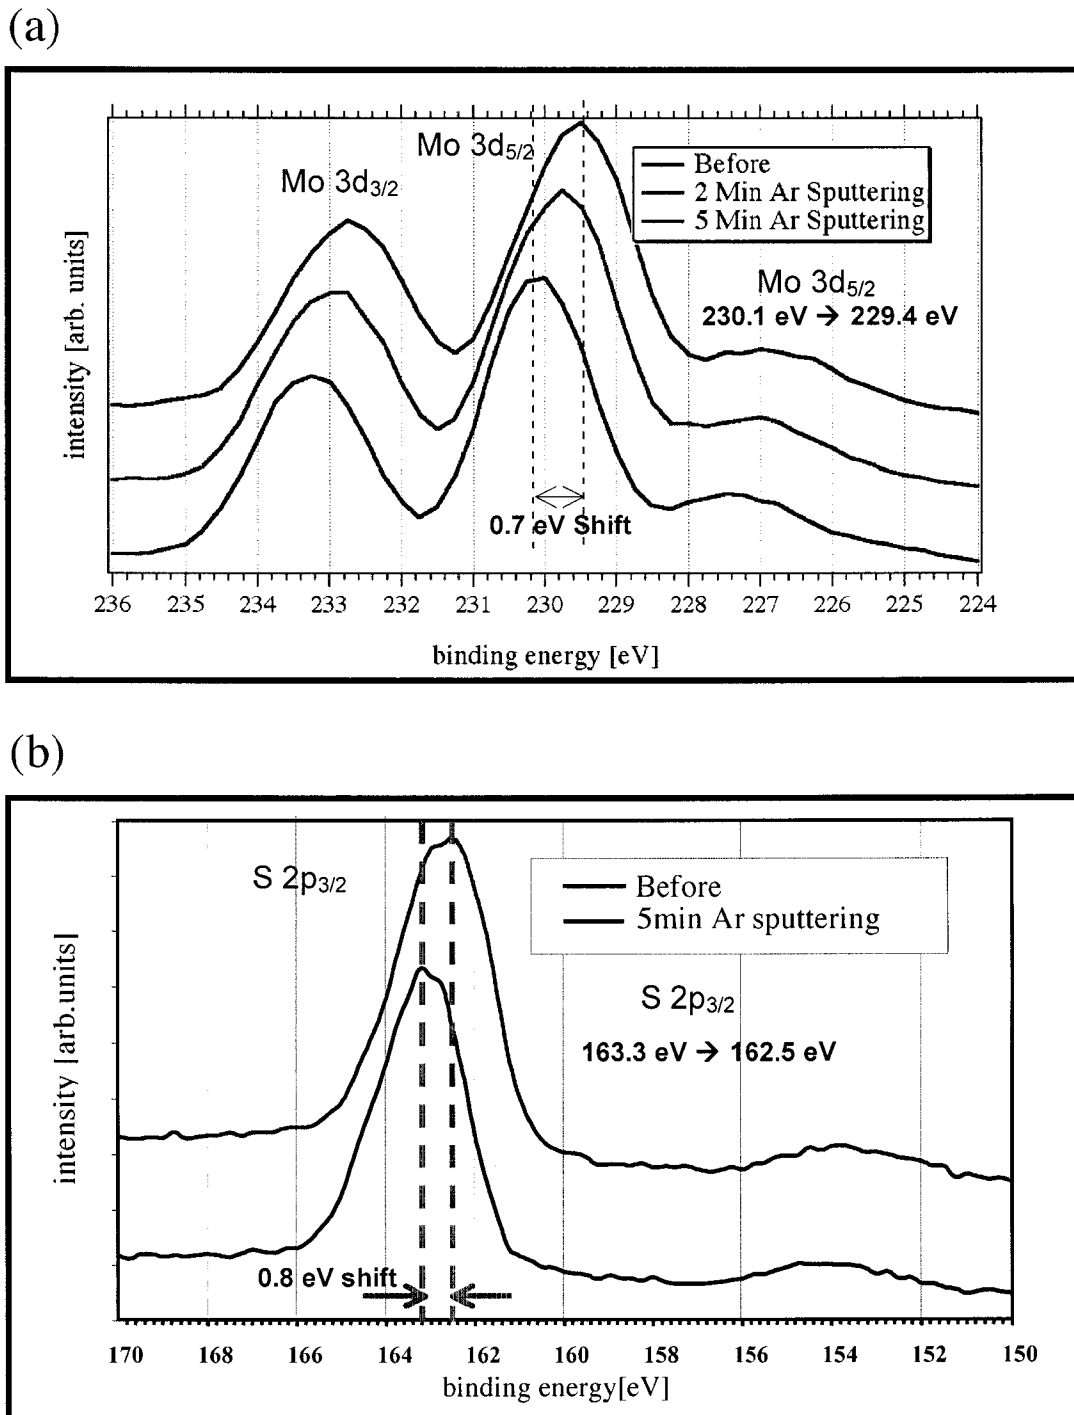 (a)
Mo 3d5/2
Mo 3d3/2
Before
2 Min Ar Sputtering
5 Min Ar Sputtering
Mo 3d5/2
230.1 eV → 229.4 eV
0.7 eV Shift
intensity [arb. units]
236 235 234 233 232 231 230 229 228 227 226 225 224
binding energy [eV]
(b)
S 2p3/2
Before
5min Ar sputtering
S 2p3/2
163.3 eV → 162.5 eV
0.8 eV shift
intensity [arb.units]
170 168 166 164 162 160 158 156 154 152 150
binding energy[eV]